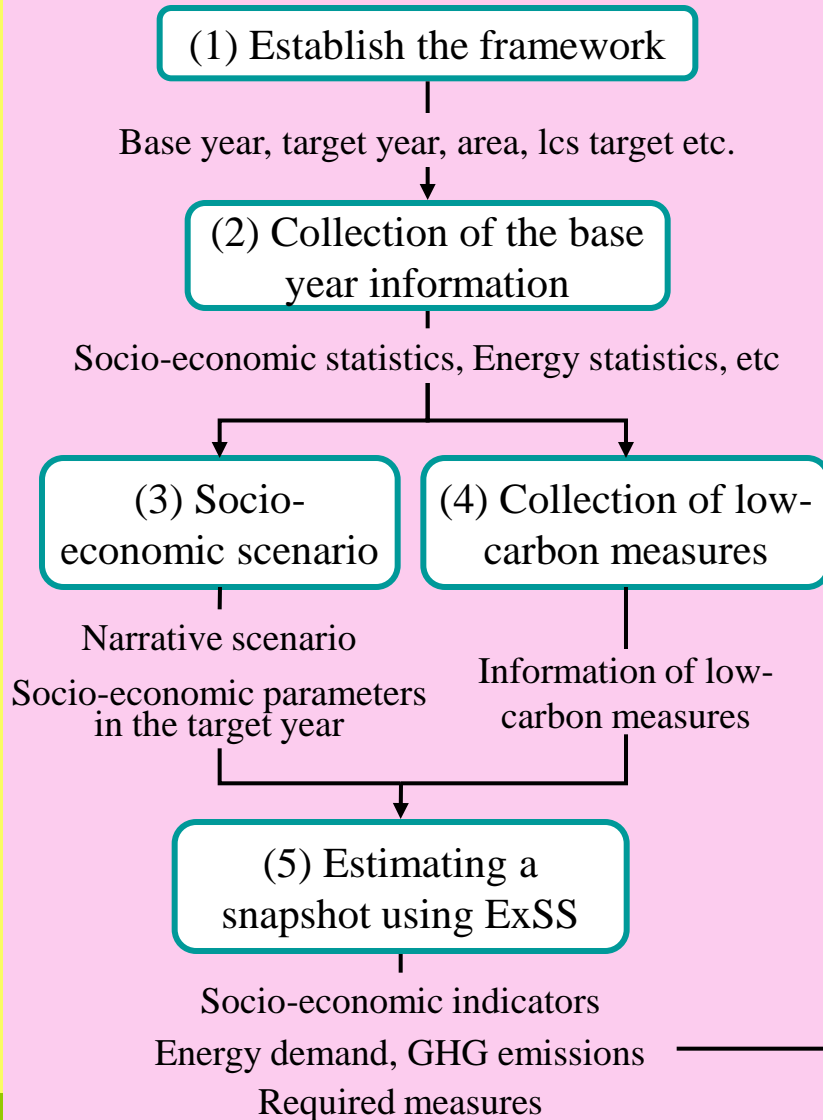 (1) Establish the framework
Base year, target year, area, lcs target etc.
(2) Collection of the base
year information
Socio-economic statistics, Energy statistics, etc
(3) Socio-
economic scenario
(4) Collection of low-
carbon measures
Narrative scenario
Socio-economic parameters
in the target year
Information of low-
carbon measures
(5) Estimating a
snapshot using ExSS
Socio-economic indicators
Energy demand, GHG emissions
Required measures